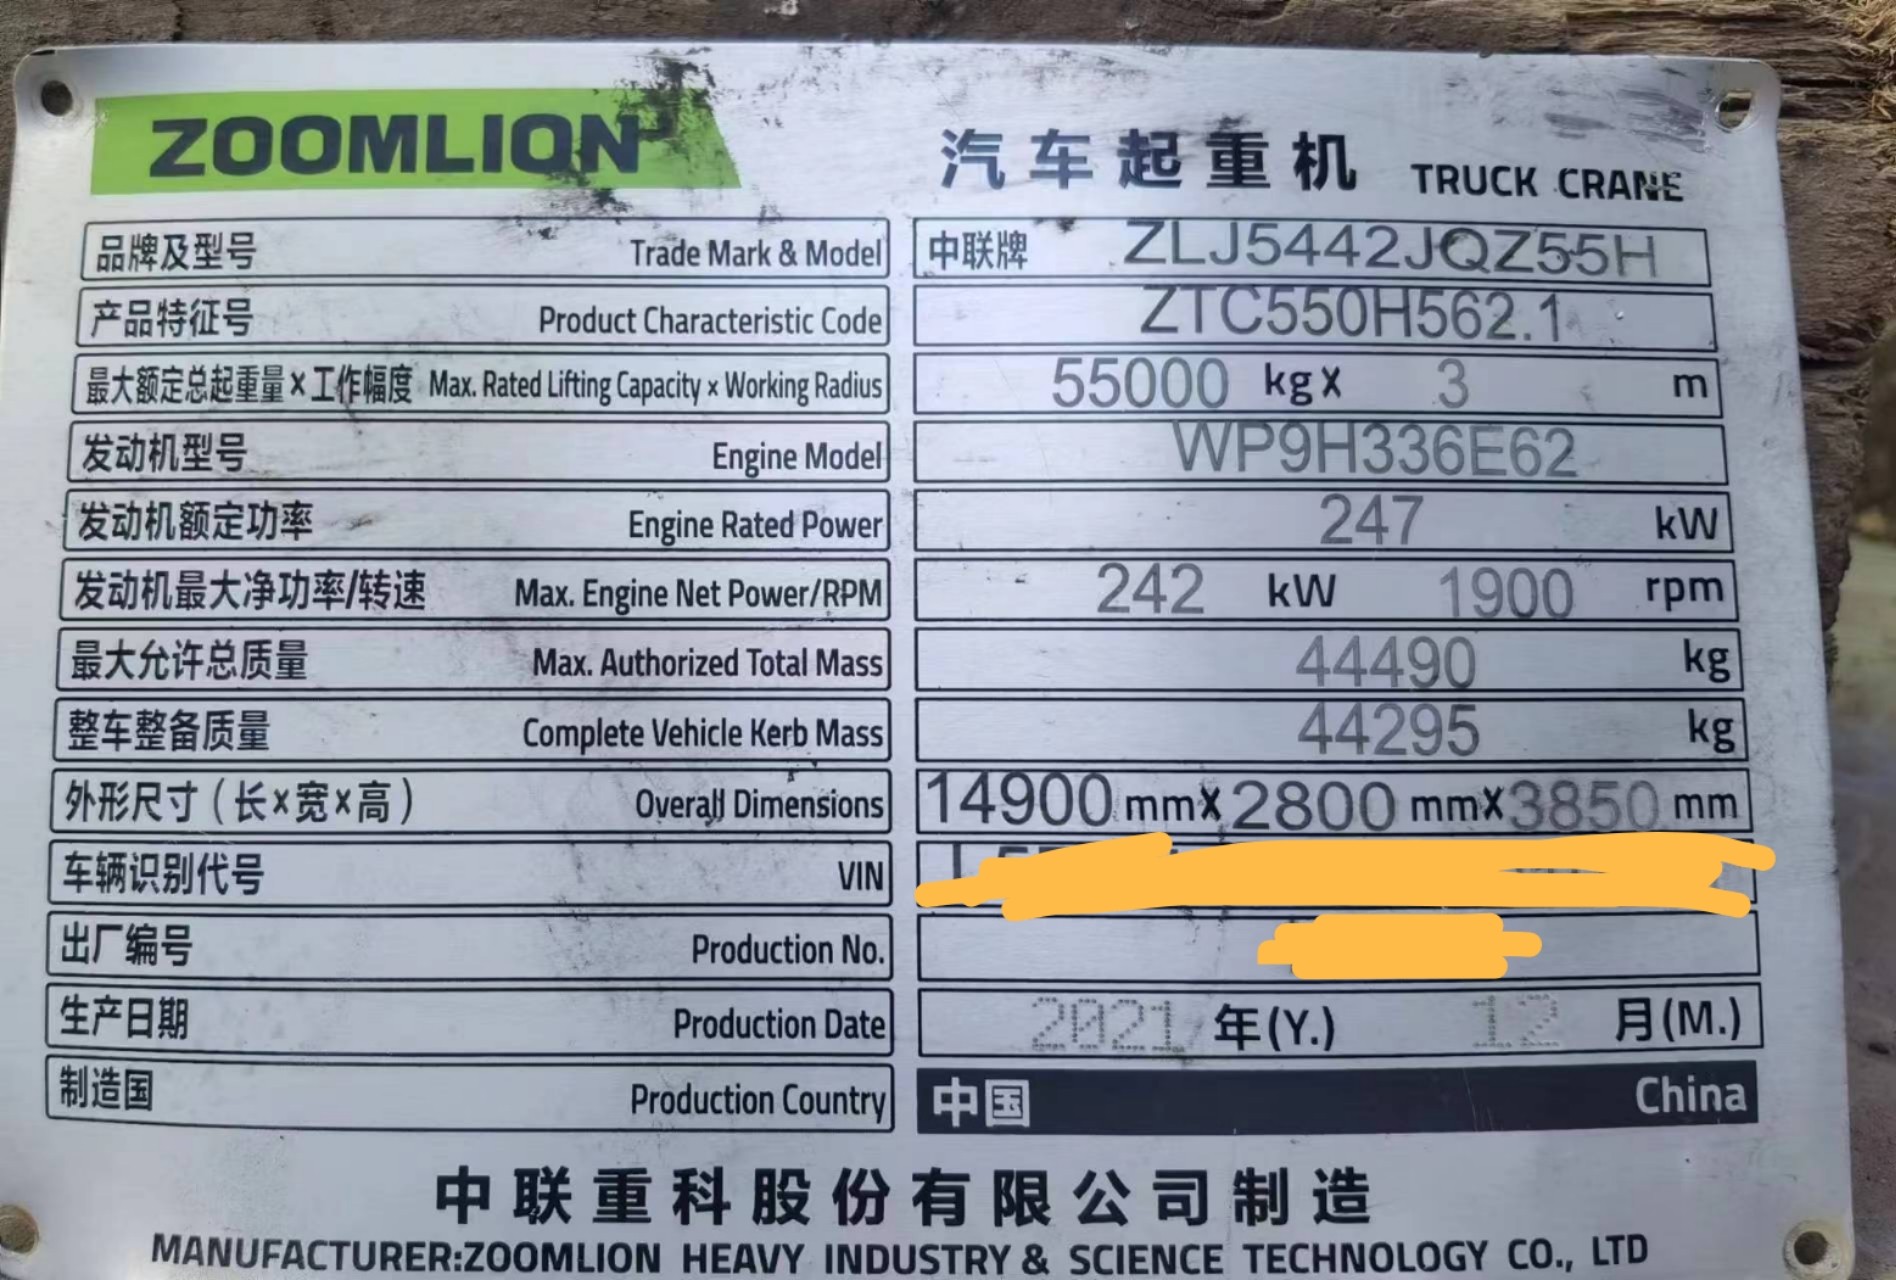 ZOOMLION
汽车起重机 TRUCK CRANE
品牌及型号 Trade Mark & Model 中联牌 ZLJ5442JQZ55H
产品特征号 Product Characteristic Code ZTC550H562.1
最大额定总起重量×工作幅度 Max. Rated Lifting Capacity × Working Radius 55000 kg× 3 m
发动机型号 Engine Model WP9H336E62
发动机额定功率 Engine Rated Power 247 kW
发动机最大净功率/转速 Max. Engine Net Power/RPM 242 kW 1900 rpm
最大允许总质量 Max. Authorized Total Mass 44490 kg
整车整备质量 Complete Vehicle Kerb Mass 44295 kg
外形尺寸(长×宽×高) Overall Dimensions 14900 mm× 2800 mm× 3850 mm
车辆识别代号 VIN
出厂编号 Production No.
生产日期 Production Date 2021 年(Y.) 12 月(M.)
制造国 Production Country 中国 China
中联重科股份有限公司制造
MANUFACTURER:ZOOMLION HEAVY INDUSTRY & SCIENCE TECHNOLOGY CO., LTD